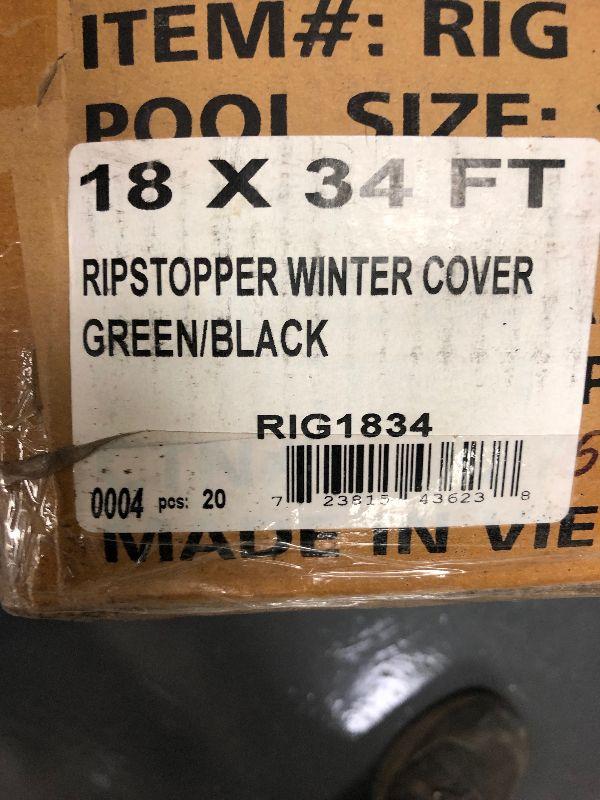 ITEM#: RIG
POOL SIZE:
18 X 34 FT
RIPSTOPPER WINTER COVER
GREEN/BLACK
RIG1834
0004 pcs: 20
7 23815 43623 8
MADE IN VIE